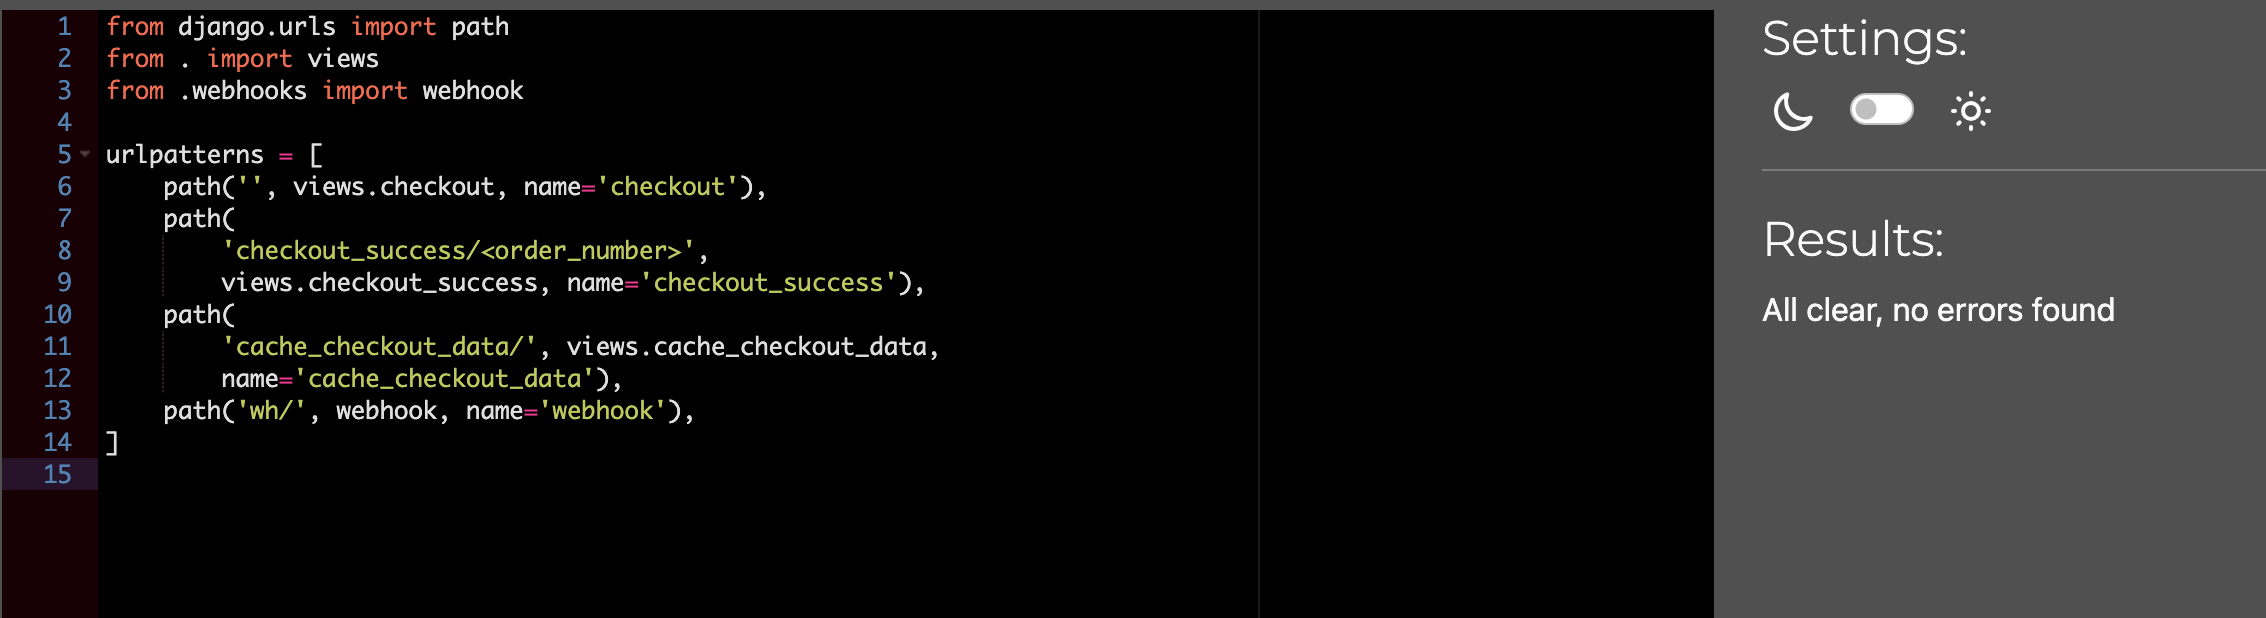 1 from django.urls import path
2 from . import views
3 from .webhooks import webhook
4
5 urlpatterns = [
6     path('', views.checkout, name='checkout'),
7     path(
8         'checkout_success/<order_number>',
9         views.checkout_success, name='checkout_success'),
10     path(
11         'cache_checkout_data/', views.cache_checkout_data,
12         name='cache_checkout_data'),
13     path('wh/', webhook, name='webhook'),
14 ]
15
Settings:
Results:
All clear, no errors found